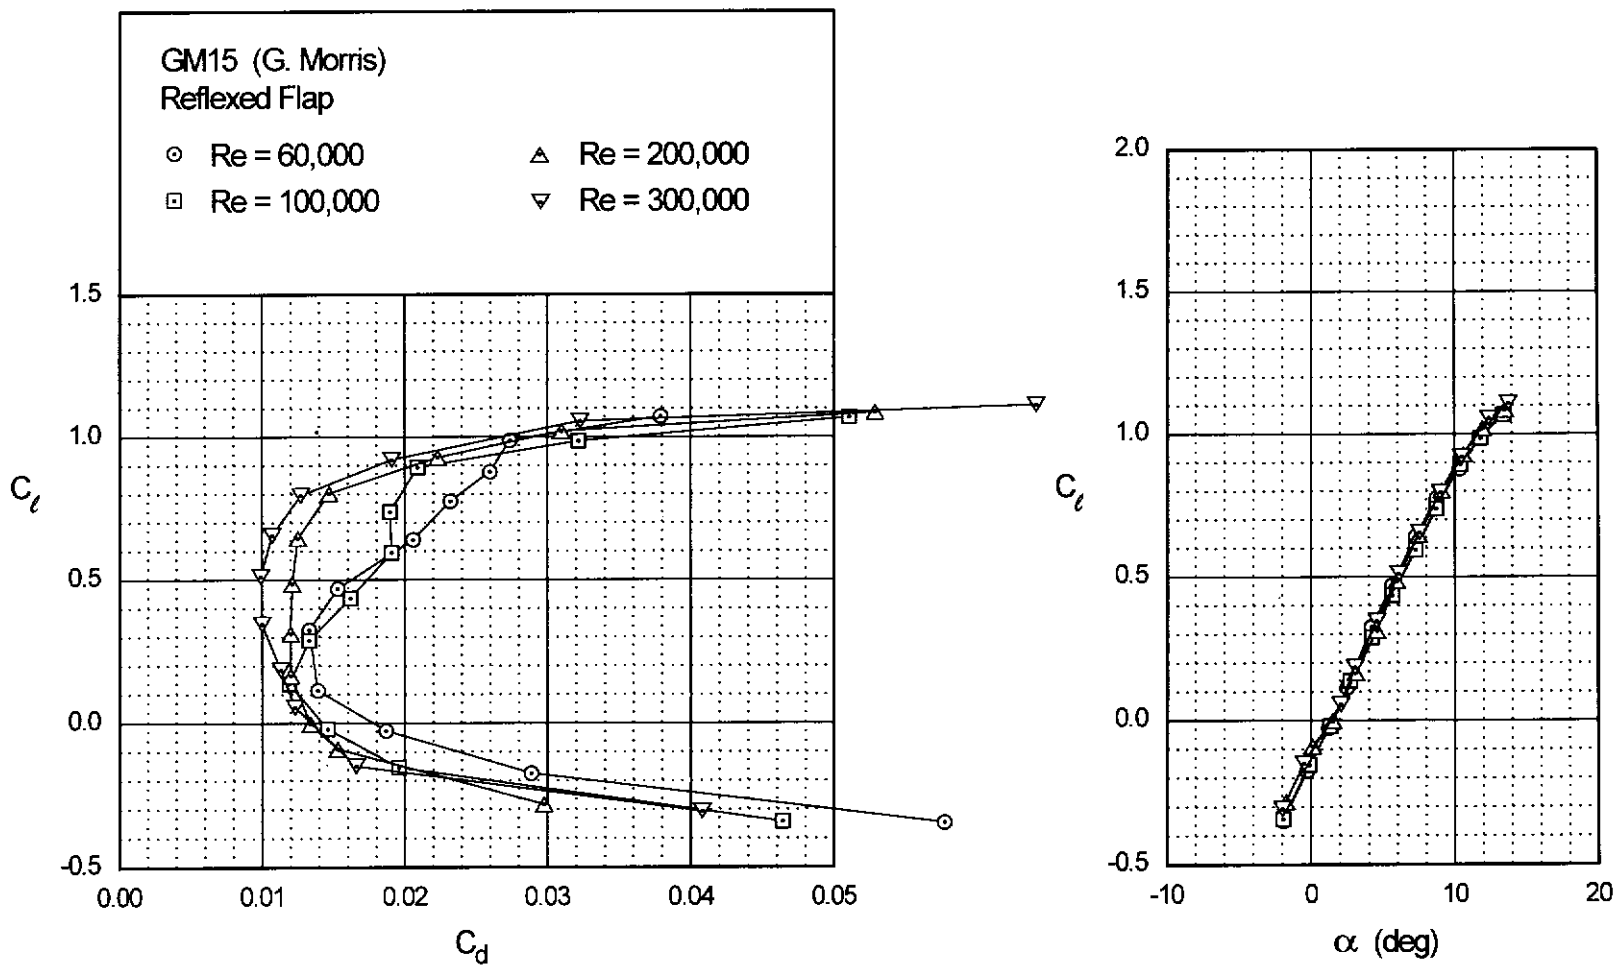 GM15 (G. Morris)
Reflexed Flap
Re = 60,000
Re = 200,000
Re = 100,000
Re = 300,000
1.5
1.0
0.5
0.0
-0.5
Cℓ
0.00
0.01
0.02
0.03
0.04
0.05
Cd
2.0
1.5
1.0
0.5
0.0
-0.5
Cℓ
-10
0
10
20
α (deg)